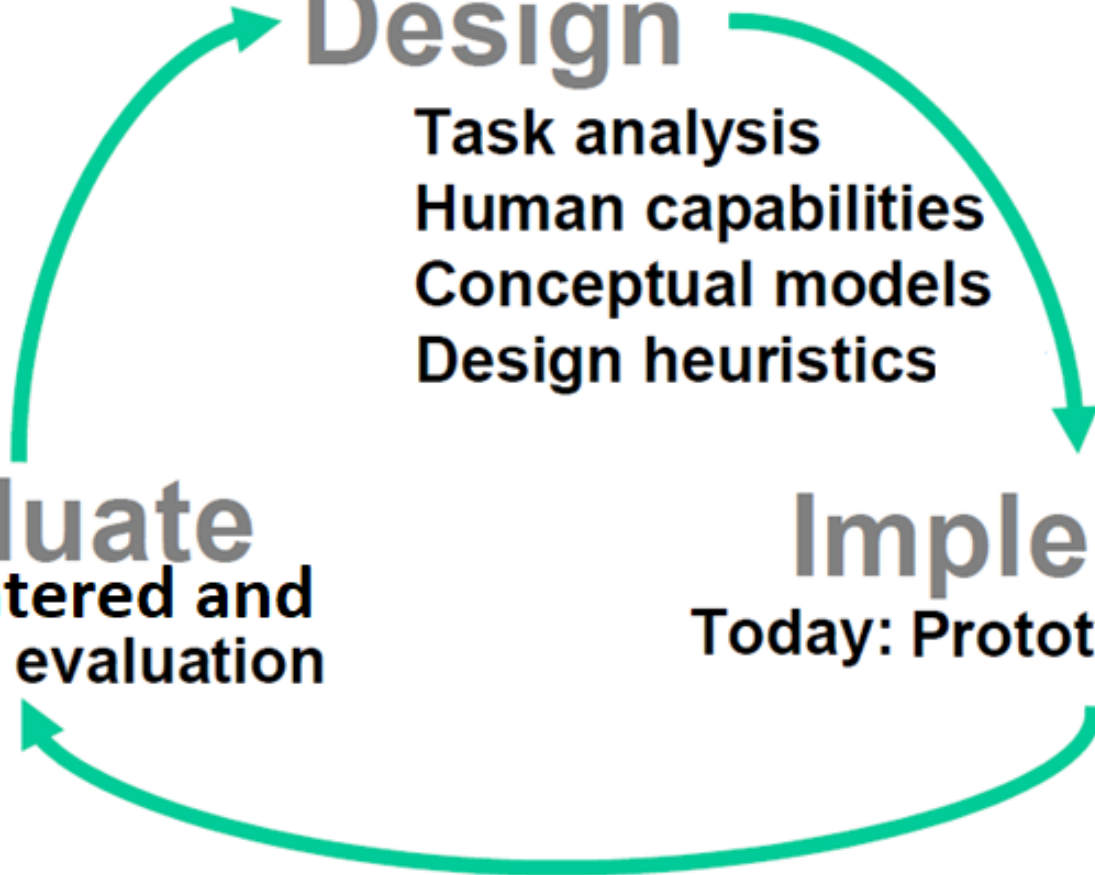 Design
Task analysis
Human capabilities
Conceptual models
Design heuristics
luate
tered and
evaluation
Imple
Today: Protot